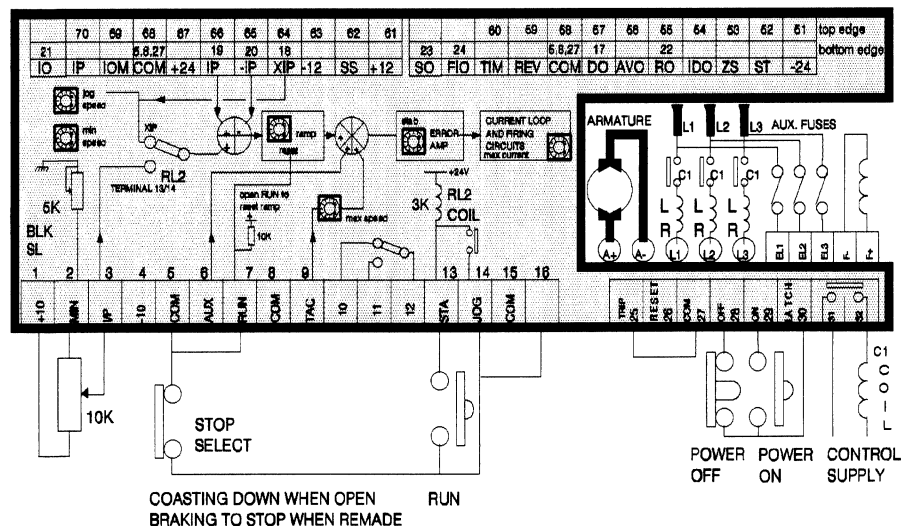 70 69 68 67 66 65 64 63 62 61 60 59 58 57 56 55 54 53 52 51 top edge
21 5,8,27 19 20 18 23 24 5,8,27 17 22 bottom edge
IO IP IOM COM +24 IP -IP XIP -12 SS +12 SO FIO TIM REV COM DO AVO RO IDO ZS ST -24
jog
speed
min
speed
XIP
RL2
TERMINAL 13/14
min
5K
BLK
SL
ramp
reset
open RUN to
reset ramp
10K
max speed
stab
ERROR
AMP
CURRENT LOOP
AND FIRING
CIRCUITS
max current
+24V
RL2
3K
COIL
ARMATURE
L1 L2 L3 AUX. FUSES
C1 C1 C1
L L L
R R R
A+ A- L1 L2 L3 EL1 EL2 EL3 F- F+
1 2 3 4 5 6 7 8 9 10 11 12 13 14 15 16
+10 MIN I/P -10 COM AUX RUN COM TAC STA JOG COM
TRIP RESET COM OFF ON LATCH S1 S2
25 26 27 28 29 30
10K
STOP
SELECT
COASTING DOWN WHEN OPEN
BRAKING TO STOP WHEN REMADE
RUN
POWER
OFF
POWER
ON
CONTROL
SUPPLY
C1
COIL